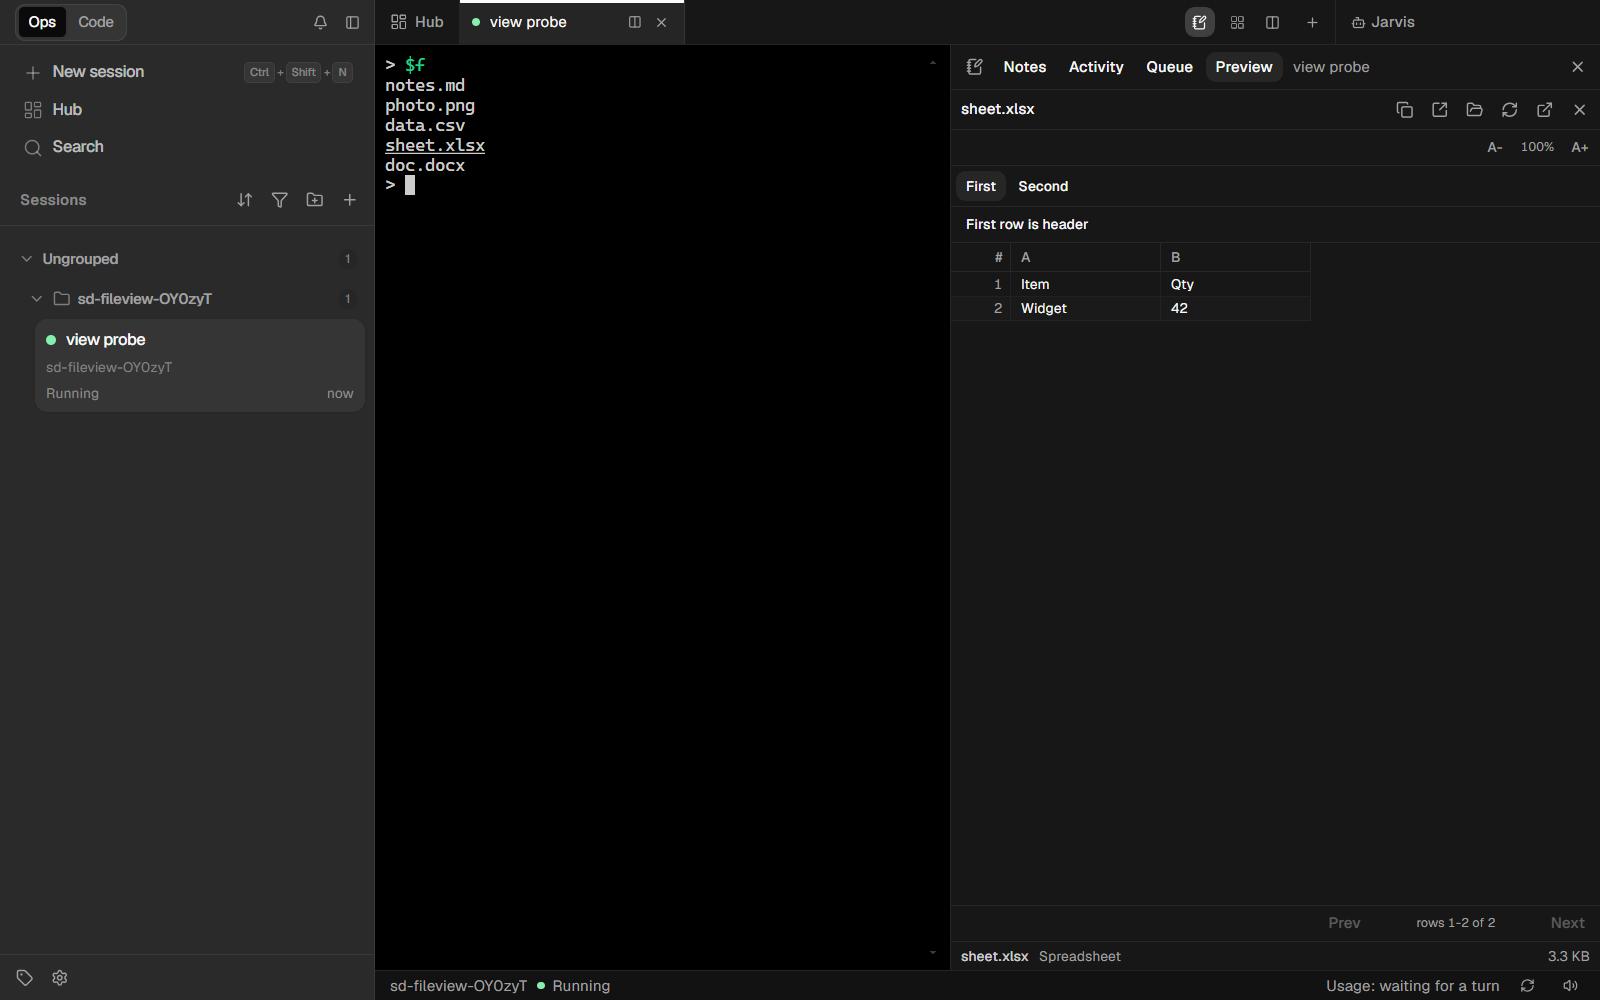 Ops Code
Hub
view probe
Jarvis
New session Ctrl + Shift + N
Hub
Search
Sessions
Ungrouped 1
sd-fileview-OY0zyT 1
view probe
sd-fileview-OY0zyT
Running now
> $f
notes.md
photo.png
data.csv
sheet.xlsx
doc.docx
>
Notes Activity Queue Preview view probe
sheet.xlsx
A- 100% A+
First Second
First row is header
# A B
1 Item Qty
2 Widget 42
Prev rows 1-2 of 2 Next
sheet.xlsx Spreadsheet 3.3 KB
sd-fileview-OY0zyT Running Usage: waiting for a turn